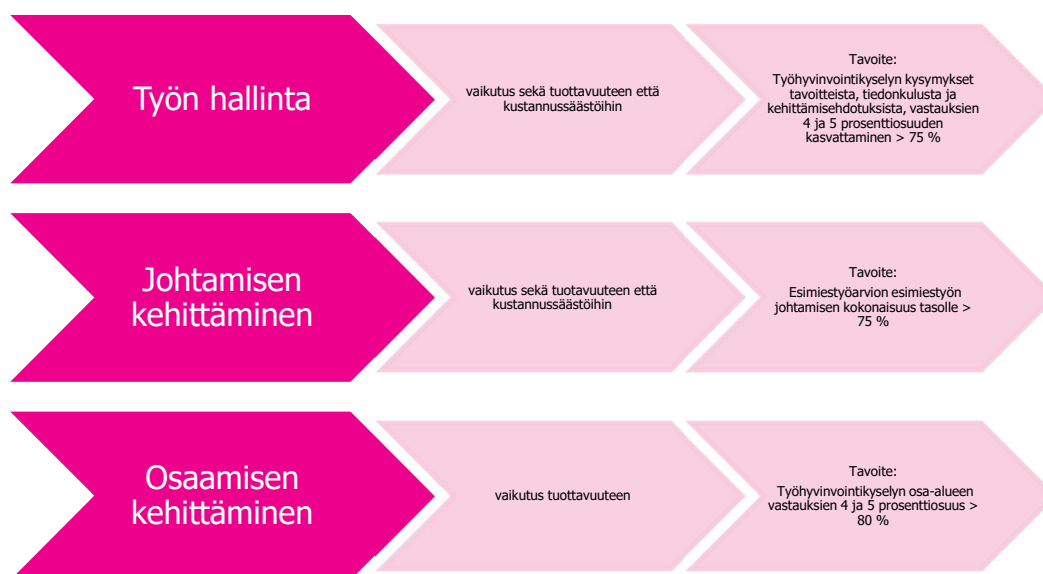 Työn hallinta
vaikutus sekä tuottavuuteen että
kustannussäästöihin
Tavoite:
Työhyvinvointikyselyn kysymykset
tavoitteista, tiedonkulusta ja
kehittämisehdotuksista, vastauksien
4 ja 5 prosenttiosuuden
kasvattaminen > 75 %
Johtamisen
kehittäminen
vaikutus sekä tuotavuuteen että
kustannussäästöihin
Tavoite:
Esimiestyöarvion esimiestyön
johtamisen kokonaisuus tasolle >
75 %
Osaamisen
kehittäminen
vaikutus tuottavuuteen
Tavoite:
Työhyvinvointikyselyn osa-alueen
vastauksien 4 ja 5 prosenttiosuus >
80 %